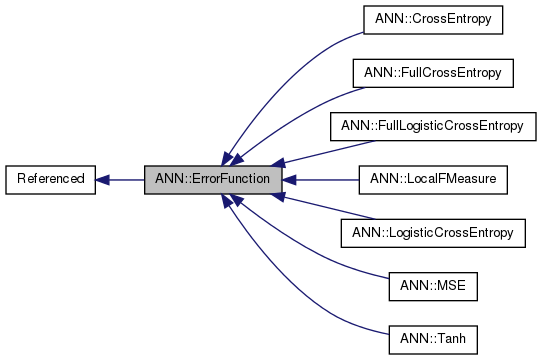 ANN::CrossEntropy
ANN::FullCrossEntropy
ANN::FullLogisticCrossEntropy
Referenced
ANN::ErrorFunction
ANN::LocalFMeasure
ANN::LogisticCrossEntropy
ANN::MSE
ANN::Tanh